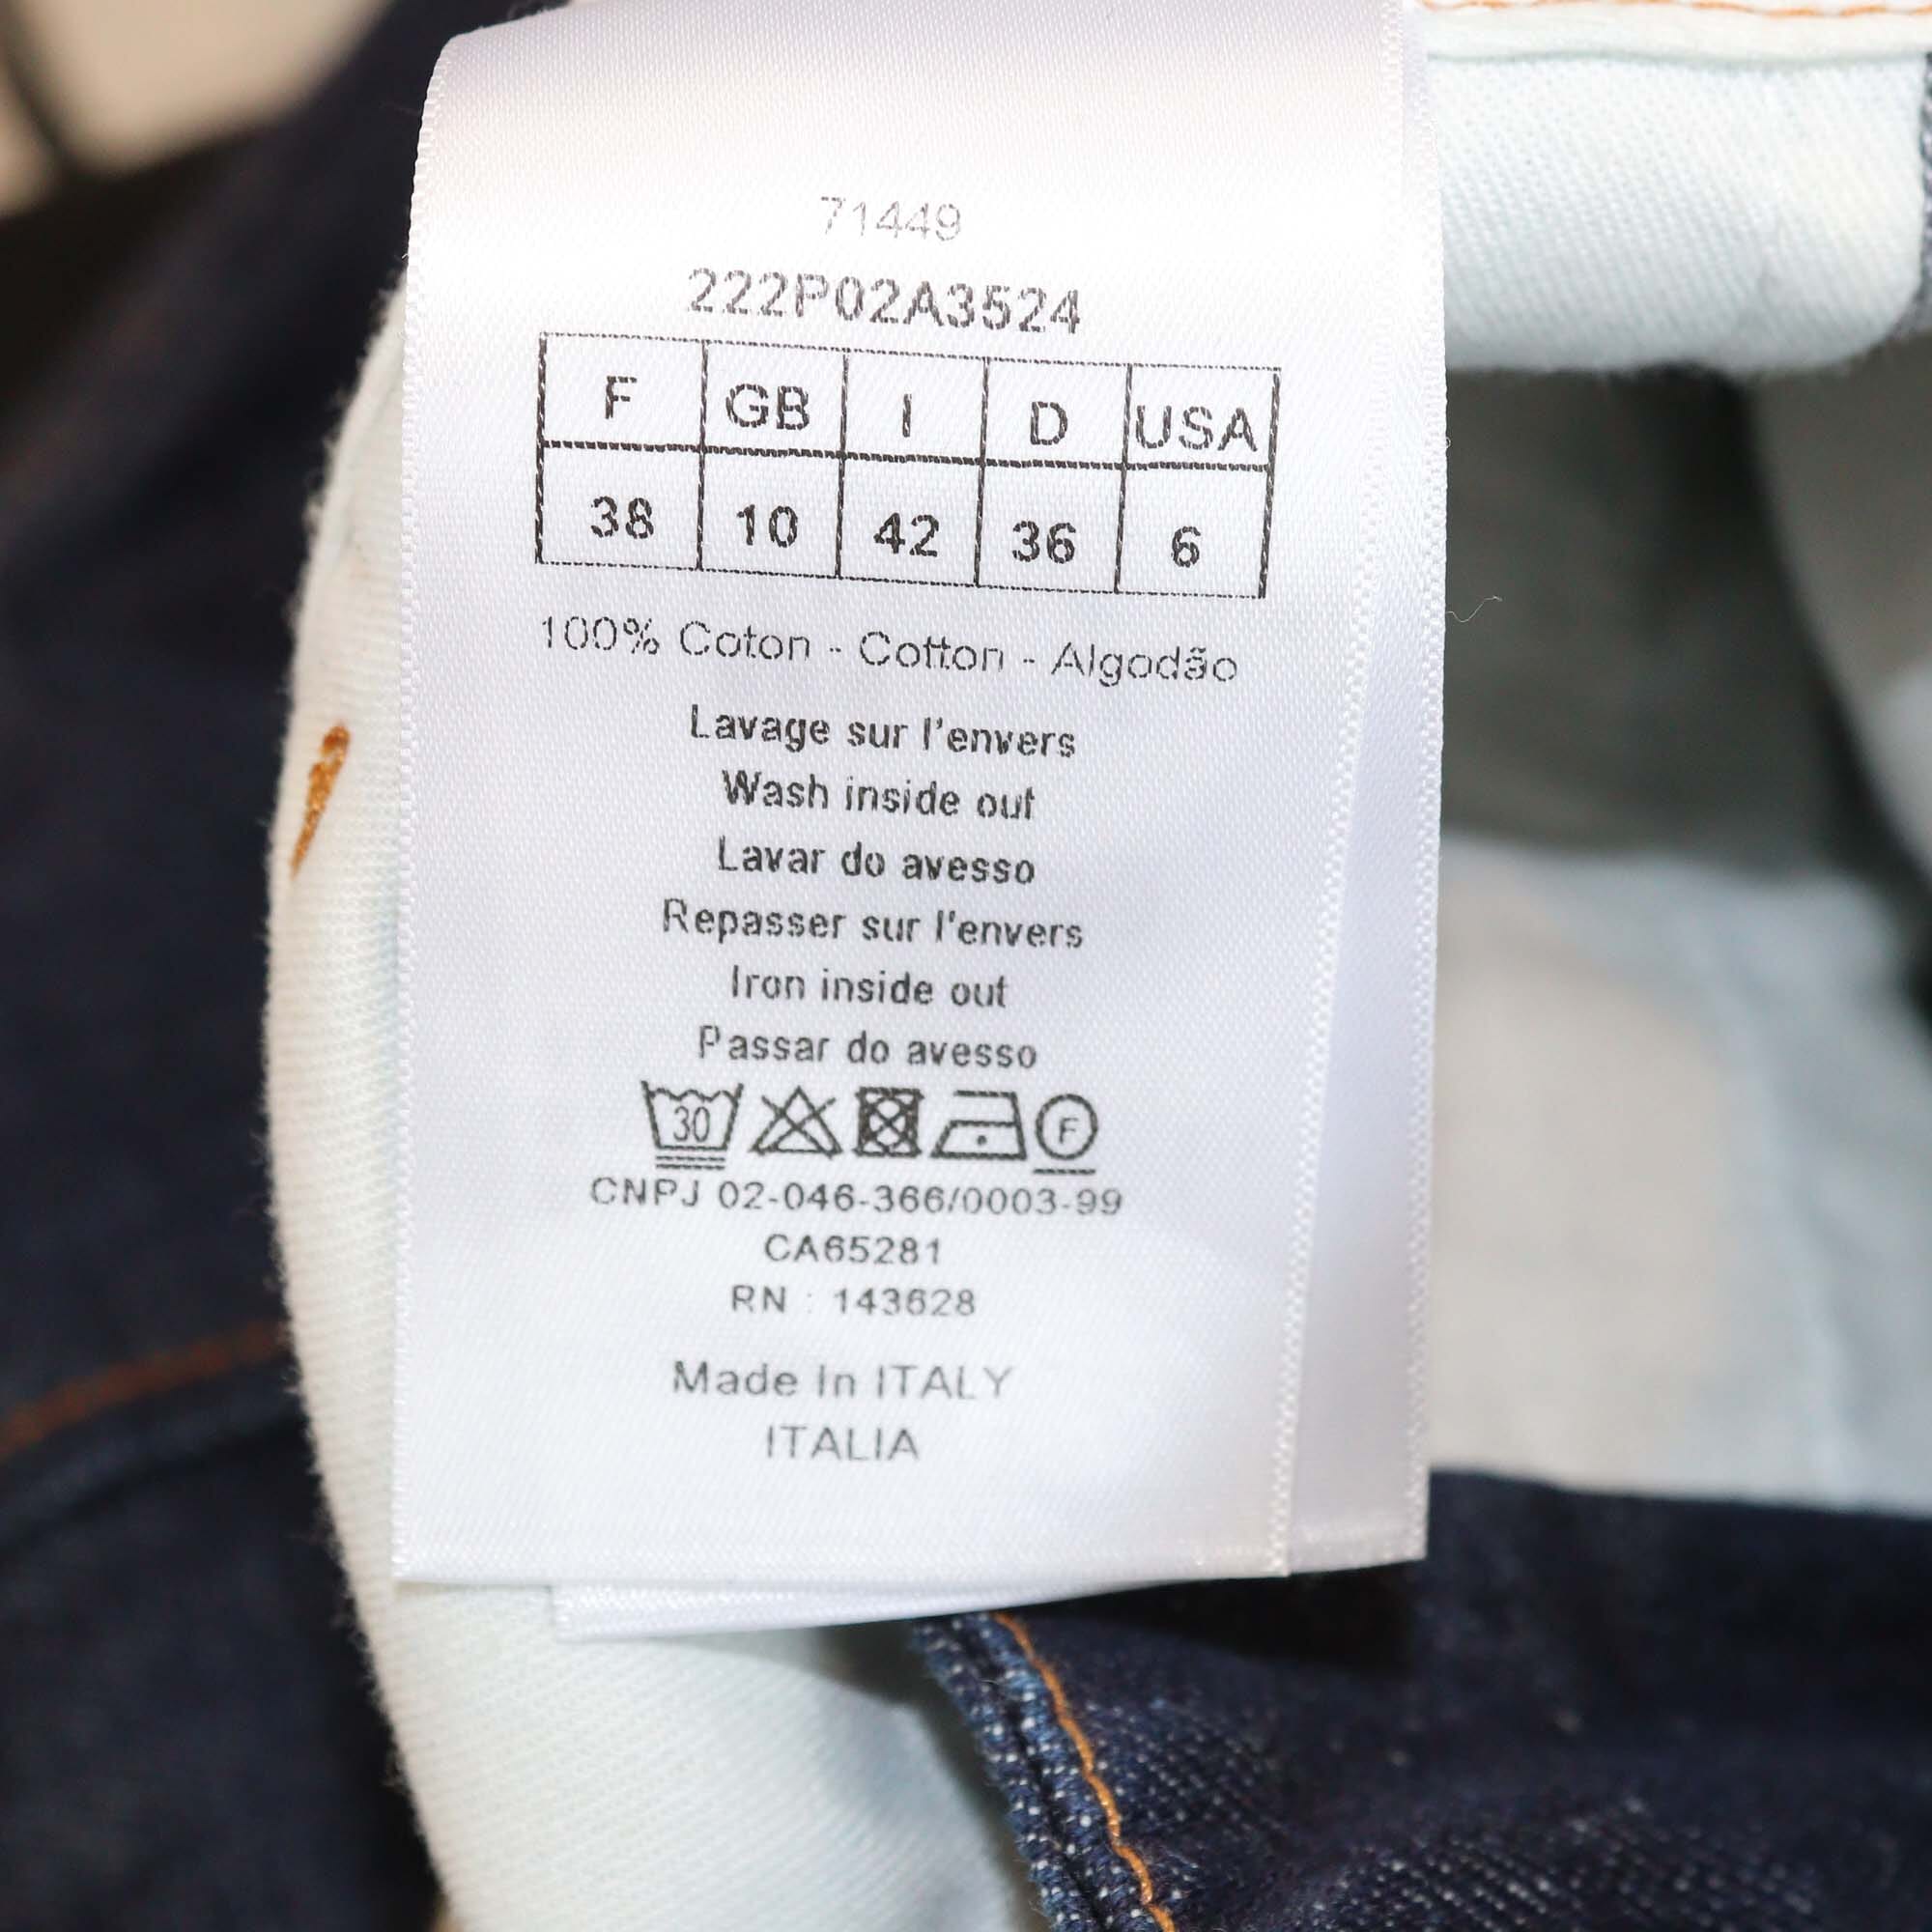 71449
222P02A3524
F GB I D USA
38 10 42 36 6
100% Coton - Cotton - Algodão
Lavage sur l'envers
Wash inside out
Lavar do avesso
Repasser sur l'envers
Iron inside out
Passar do avesso
30 F
CNPJ 02-046-366/0003-99
CA65281
RN : 143628
Made In ITALY
ITALIA